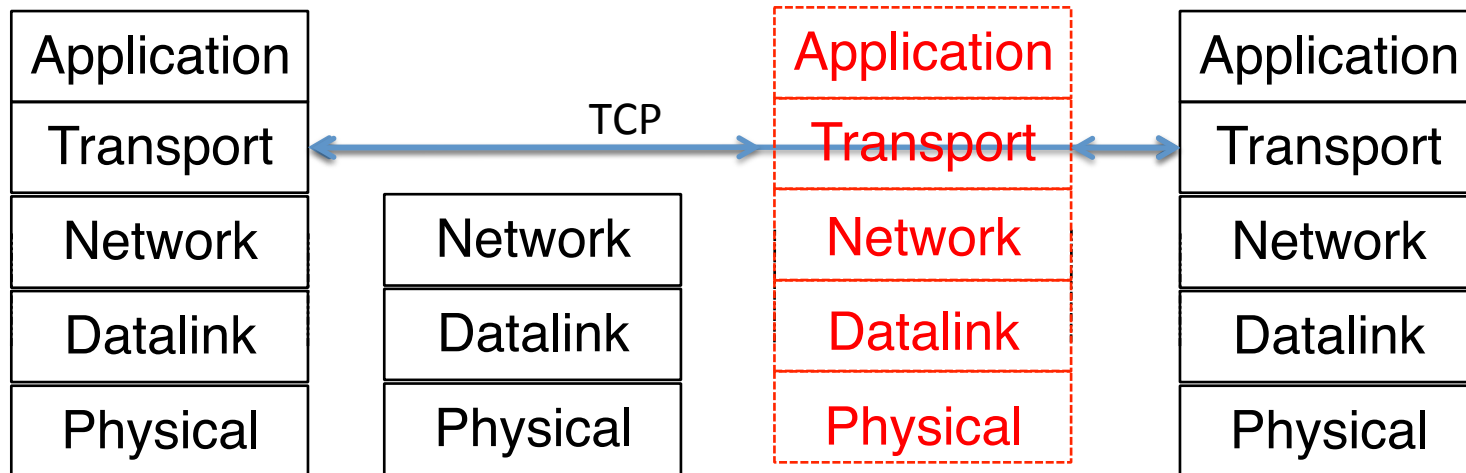 Application
Transport
Network
Datalink
Physical
TCP
Network
Datalink
Physical
Application
Transport
Network
Datalink
Physical
Application
Transport
Network
Datalink
Physical